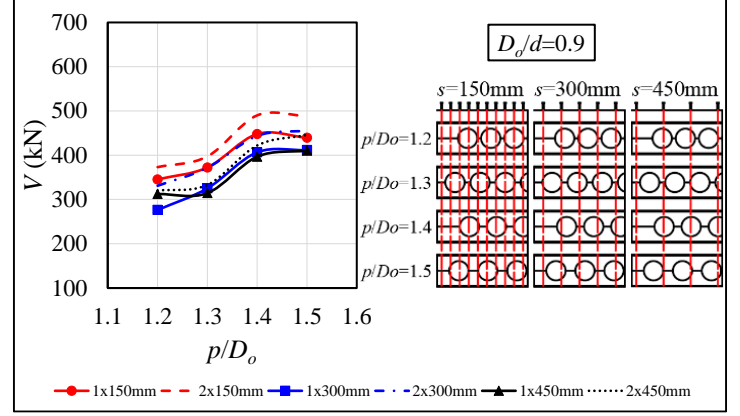 700
600
500
400
300
200
100
V (kN)
1.1 1.2 1.3 1.4 1.5 1.6
p/Do
Do/d=0.9
s=150mm s=300mm s=450mm
p/Do=1.2
p/Do=1.3
p/Do=1.4
p/Do=1.5
1x150mm 2x150mm 1x300mm 2x300mm 1x450mm 2x450mm